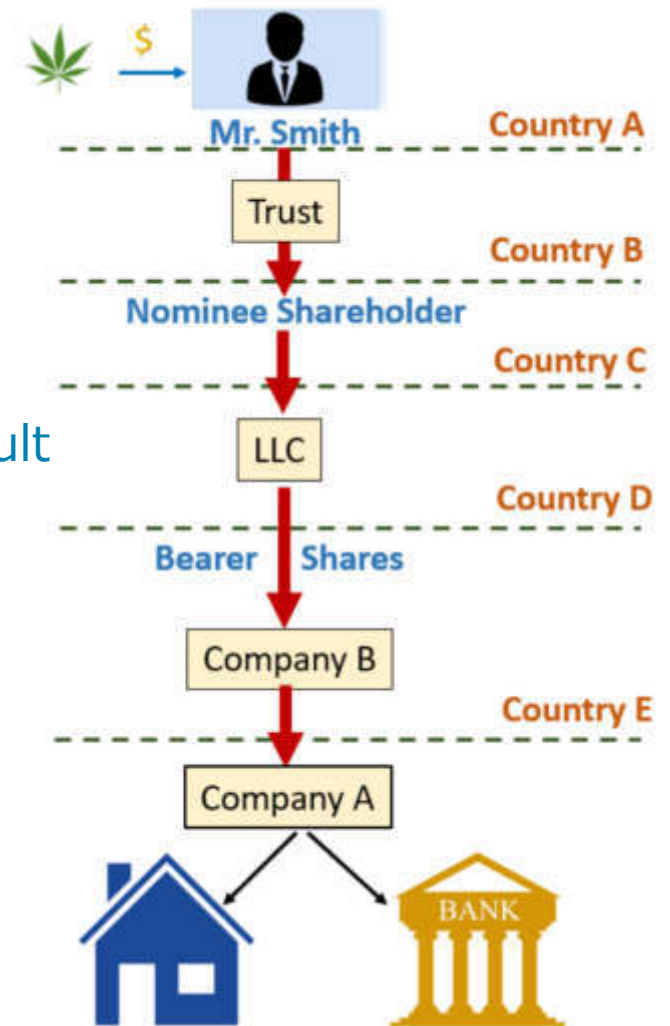 $
Mr. Smith
Country A
Trust
Country B
Nominee Shareholder
Country C
ult
LLC
Country D
Bearer Shares
Company B
Country E
Company A
BANK